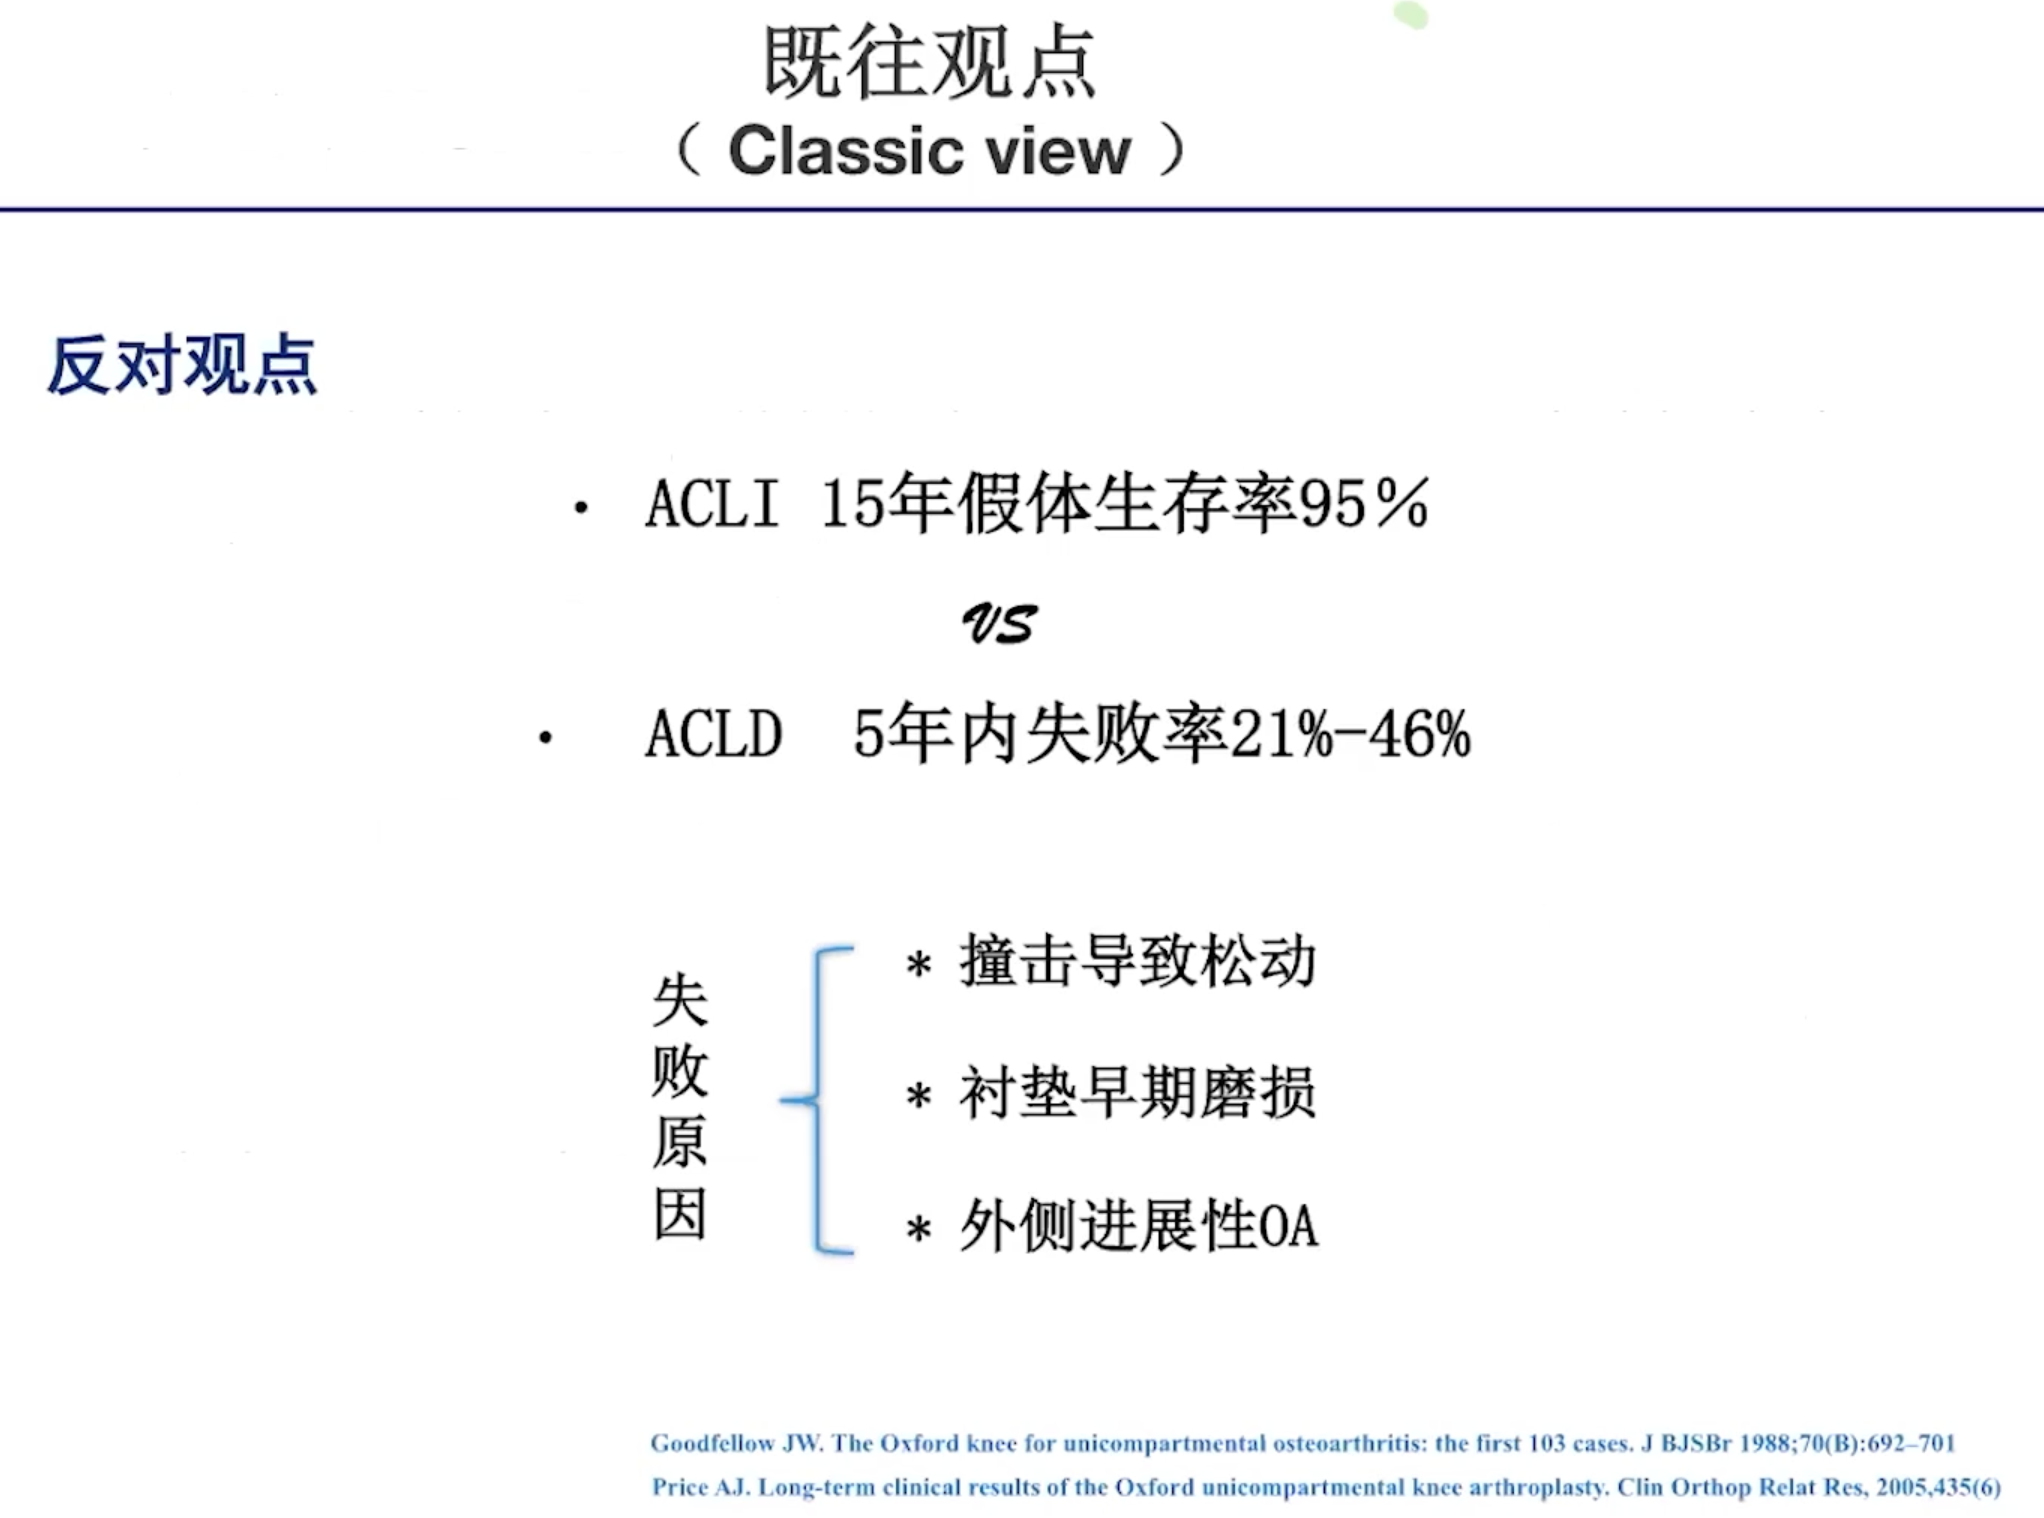 既往观点
（Classic view）
反对观点
• ACLI 15年假体生存率95%
VS
• ACLD 5年内失败率21%-46%
失败原因
* 撞击导致松动
* 衬垫早期磨损
* 外侧进展性OA
Goodfellow JW. The Oxford knee for unicompartmental osteoarthritis: the first 103 cases. J BJSBr 1988;70(B):692–701
Price AJ. Long-term clinical results of the Oxford unicompartmental knee arthroplasty. Clin Orthop Relat Res, 2005,435(6)